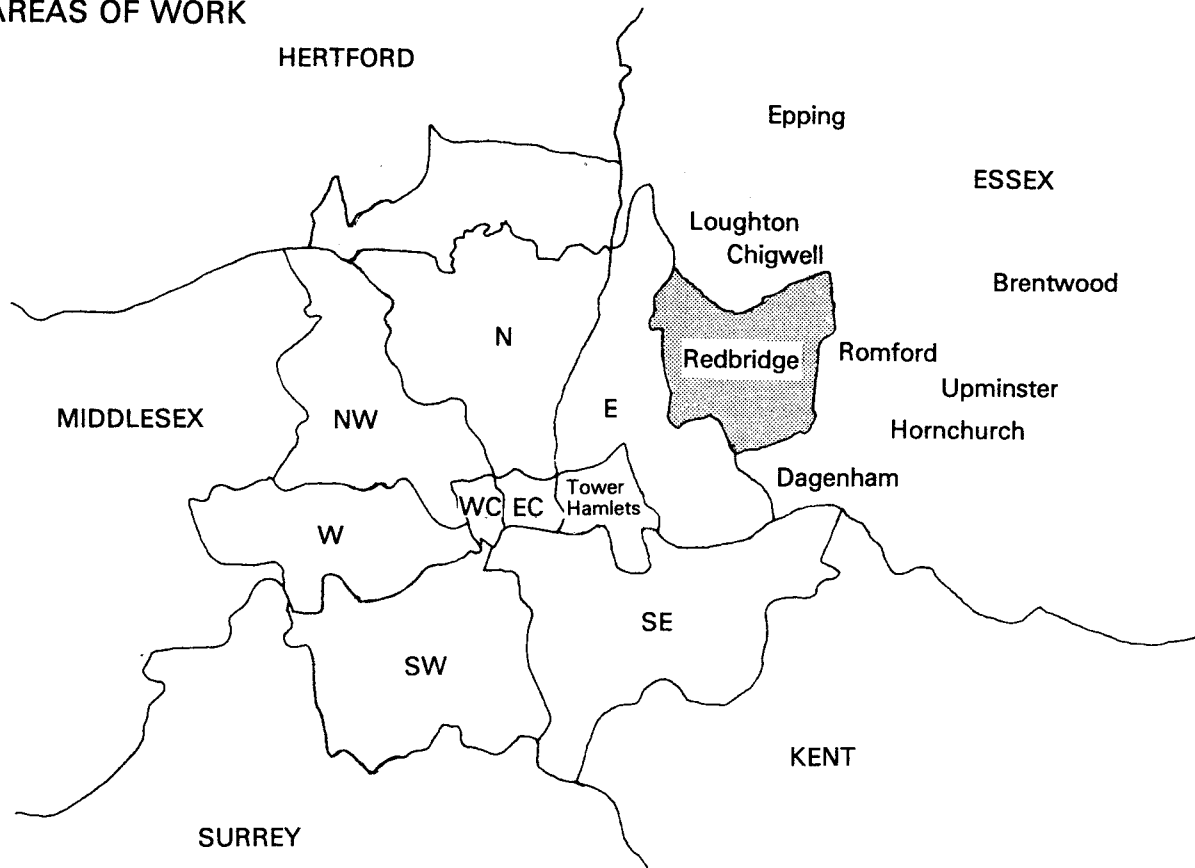 AREAS OF WORK
HERTFORD
Epping
ESSEX
Loughton
Chigwell
Brentwood
N
Redbridge
Romford
Upminster
MIDDLESEX
NW
E
Hornchurch
Dagenham
WC
EC
Tower
Hamlets
W
SE
SW
KENT
SURREY